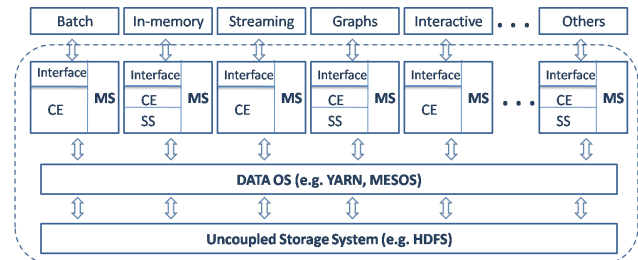 Batch In-memory Streaming Graphs Interactive . . . Others
Interface Interface Interface Interface Interface Interface
CE MS CE MS CE MS CE MS CE MS . . . CE MS
SS SS SS
DATA OS (e.g. YARN, MESOS)
Uncoupled Storage System (e.g. HDFS)